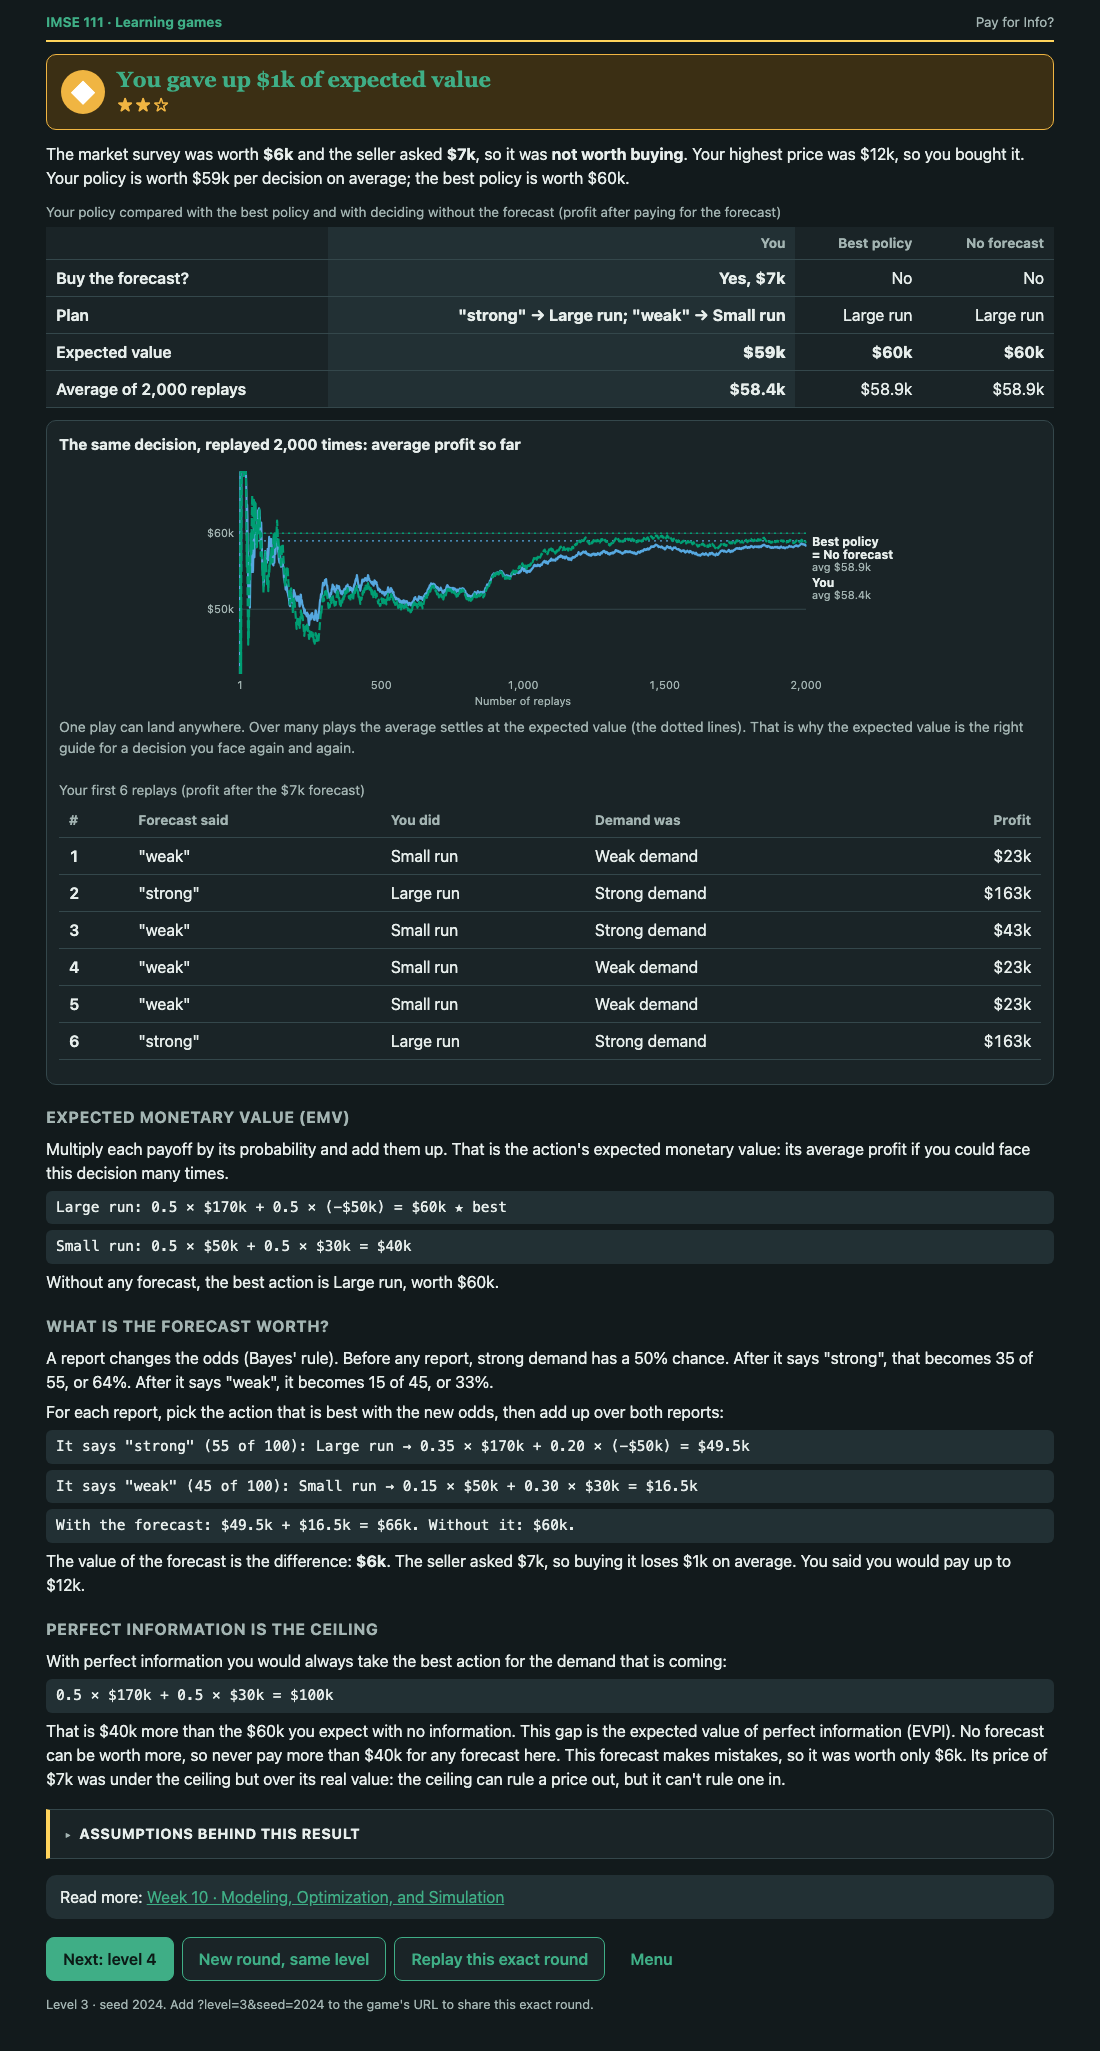 IMSE 111 · Learning games
Pay for Info?
You gave up $1k of expected value
The market survey was worth $6k and the seller asked $7k, so it was not worth buying. Your highest price was $12k, so you bought it.
Your policy is worth $59k per decision on average; the best policy is worth $60k.
Your policy compared with the best policy and with deciding without the forecast (profit after paying for the forecast)
You Best policy No forecast
Buy the forecast? Yes, $7k No No
Plan "strong" → Large run; "weak" → Small run Large run Large run
Expected value $59k $60k $60k
Average of 2,000 replays $58.4k $58.9k $58.9k
The same decision, replayed 2,000 times: average profit so far
$60k
$50k
Best policy
= No forecast
avg $58.9k
You
avg $58.4k
1 500 1,000 1,500 2,000
Number of replays
One play can land anywhere. Over many plays the average settles at the expected value (the dotted lines). That is why the expected value is the right
guide for a decision you face again and again.
Your first 6 replays (profit after the $7k forecast)
# Forecast said You did Demand was Profit
1 "weak" Small run Weak demand $23k
2 "strong" Large run Strong demand $163k
3 "weak" Small run Strong demand $43k
4 "weak" Small run Weak demand $23k
5 "weak" Small run Weak demand $23k
6 "strong" Large run Strong demand $163k
EXPECTED MONETARY VALUE (EMV)
Multiply each payoff by its probability and add them up. That is the action's expected monetary value: its average profit if you could face
this decision many times.
Large run: 0.5 × $170k + 0.5 × (−$50k) = $60k ★ best
Small run: 0.5 × $50k + 0.5 × $30k = $40k
Without any forecast, the best action is Large run, worth $60k.
WHAT IS THE FORECAST WORTH?
A report changes the odds (Bayes' rule). Before any report, strong demand has a 50% chance. After it says "strong", that becomes 35 of
55, or 64%. After it says "weak", it becomes 15 of 45, or 33%.
For each report, pick the action that is best with the new odds, then add up over both reports:
It says "strong" (55 of 100): Large run → 0.35 × $170k + 0.20 × (−$50k) = $49.5k
It says "weak" (45 of 100): Small run → 0.15 × $50k + 0.30 × $30k = $16.5k
With the forecast: $49.5k + $16.5k = $66k. Without it: $60k.
The value of the forecast is the difference: $6k. The seller asked $7k, so buying it loses $1k on average. You said you would pay up to
$12k.
PERFECT INFORMATION IS THE CEILING
With perfect information you would always take the best action for the demand that is coming:
0.5 × $170k + 0.5 × $30k = $100k
That is $40k more than the $60k you expect with no information. This gap is the expected value of perfect information (EVPI). No forecast
can be worth more, so never pay more than $40k for any forecast here. This forecast makes mistakes, so it was worth only $6k. Its price of
$7k was under the ceiling but over its real value: the ceiling can rule a price out, but it can't rule one in.
▸ ASSUMPTIONS BEHIND THIS RESULT
Read more: Week 10 · Modeling, Optimization, and Simulation
Next: level 4
New round, same level
Replay this exact round
Menu
Level 3 · seed 2024. Add ?level=3&seed=2024 to the game's URL to share this exact round.